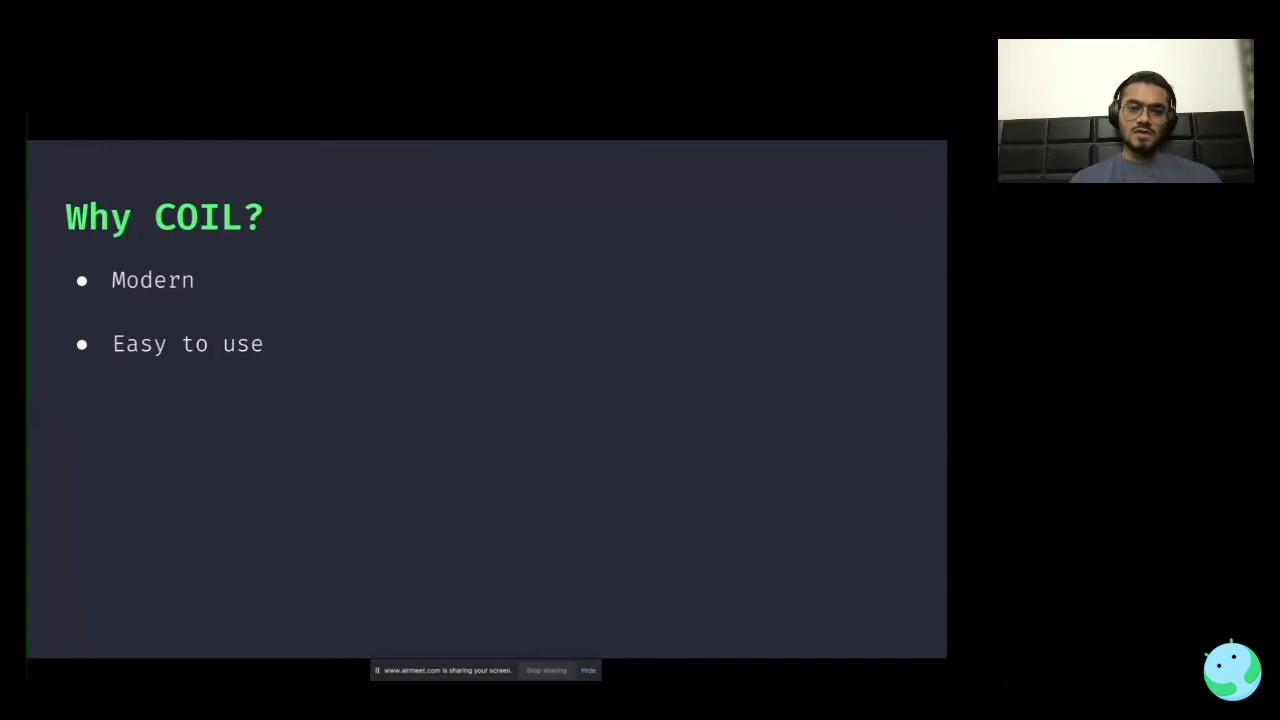 Why COIL?
● Modern
● Easy to use
www.airmeet.com is sharing your screen. Stop sharing Hide